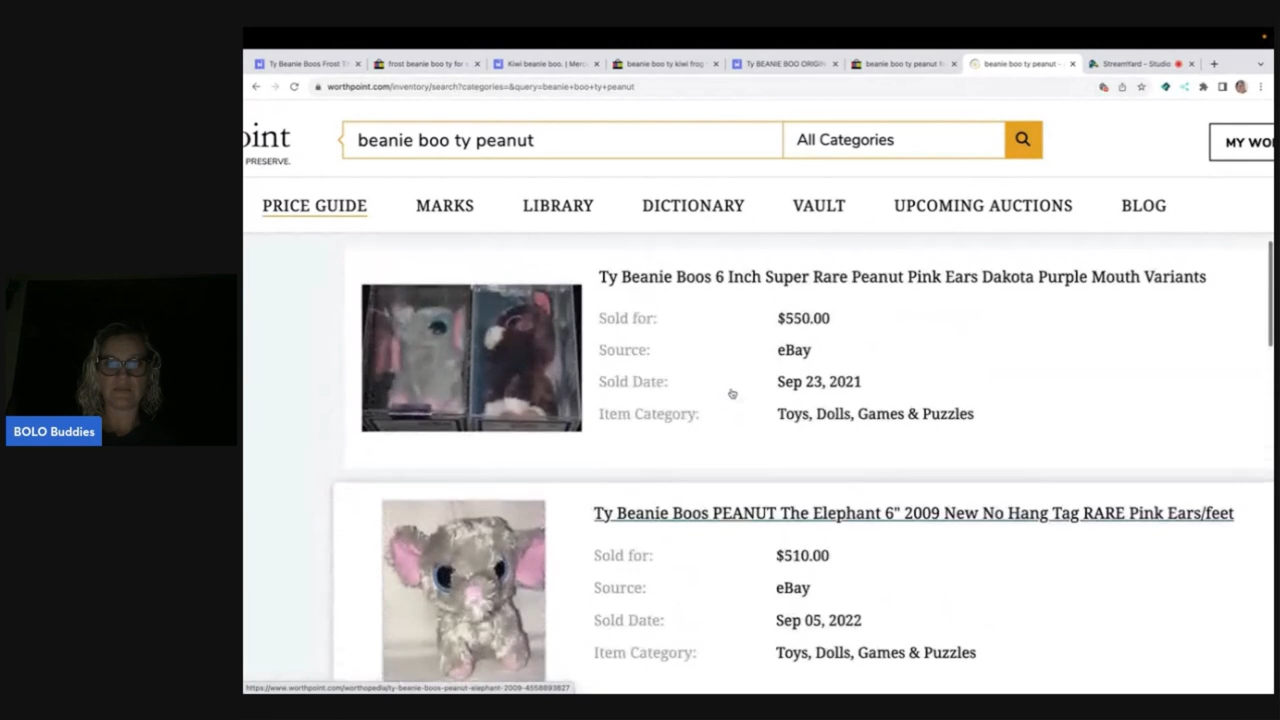 Ty Beanie Boos Frost T
frost beanie boo ty for s
Kiwi beanie boo. | Merc
beanie boo ty kiwi frog
Ty BEANIE BOO ORIGIN
beanie boo ty peanut f
beanie boo ty peanut -
StreamYard - Studio
worthpoint.com/inventory/search?categories=&query=beanie+boo+ty+peanut
oint
PRESERVE.
beanie boo ty peanut
All Categories
MY WO
PRICE GUIDE
MARKS
LIBRARY
DICTIONARY
VAULT
UPCOMING AUCTIONS
BLOG
Ty Beanie Boos 6 Inch Super Rare Peanut Pink Ears Dakota Purple Mouth Variants
Sold for: $550.00
Source: eBay
Sold Date: Sep 23, 2021
Item Category: Toys, Dolls, Games & Puzzles
BOLO Buddies
Ty Beanie Boos PEANUT The Elephant 6" 2009 New No Hang Tag RARE Pink Ears/feet
Sold for: $510.00
Source: eBay
Sold Date: Sep 05, 2022
Item Category: Toys, Dolls, Games & Puzzles
https://www.worthpoint.com/worthopedia/ty-beanie-boos-peanut-elephant-2009-4558693827